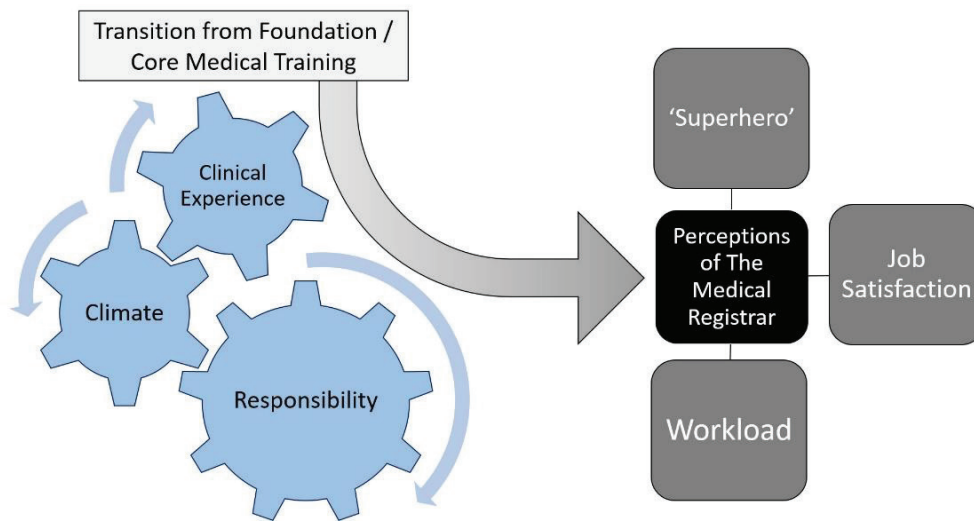 Transition from Foundation /
Core Medical Training
Clinical
Experience
Climate
Responsibility
‘Superhero’
Perceptions
of The
Medical
Registrar
Job
Satisfaction
Workload